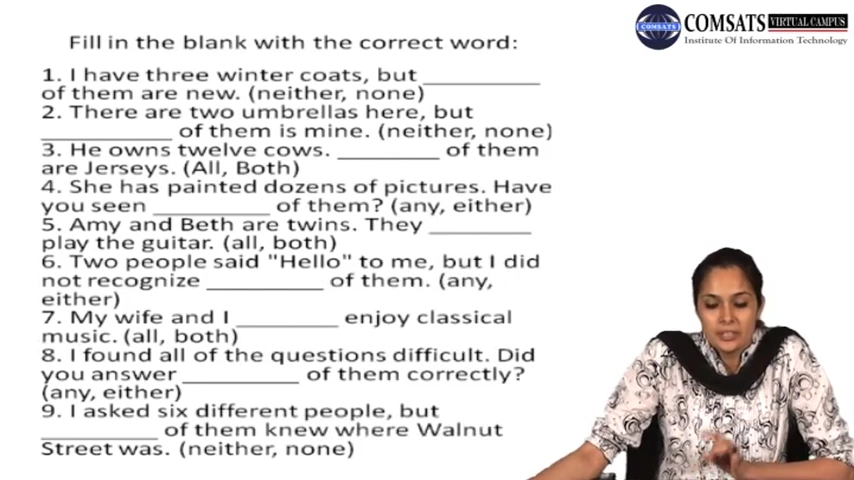 COMSATS VIRTUAL CAMPUS
Institute Of Information Technology
Fill in the blank with the correct word:
1. I have three winter coats, but __________
of them are new. (neither, none)
2. There are two umbrellas here, but
___________ of them is mine. (neither, none)
3. He owns twelve cows. _________ of them
are Jerseys. (All, Both)
4. She has painted dozens of pictures. Have
you seen __________ of them? (any, either)
5. Amy and Beth are twins. They _________
play the guitar. (all, both)
6. Two people said "Hello" to me, but I did
not recognize __________ of them. (any,
either)
7. My wife and I _________ enjoy classical
music. (all, both)
8. I found all of the questions difficult. Did
you answer __________ of them correctly?
(any, either)
9. I asked six different people, but
__________ of them knew where Walnut
Street was. (neither, none)